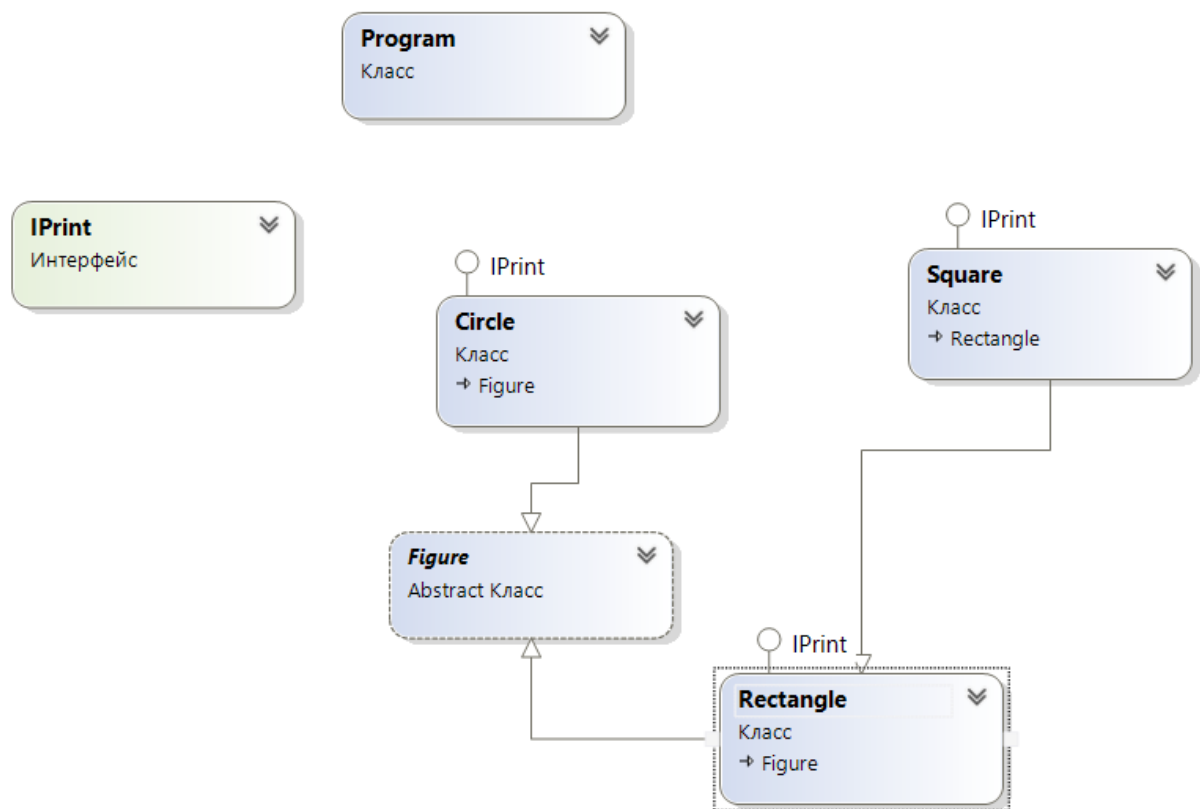 Program
Класс
IPrint
Интерфейс
IPrint
Circle
Класс
Figure
IPrint
Square
Класс
Rectangle
Figure
Abstract Класс
IPrint
Rectangle
Класс
Figure